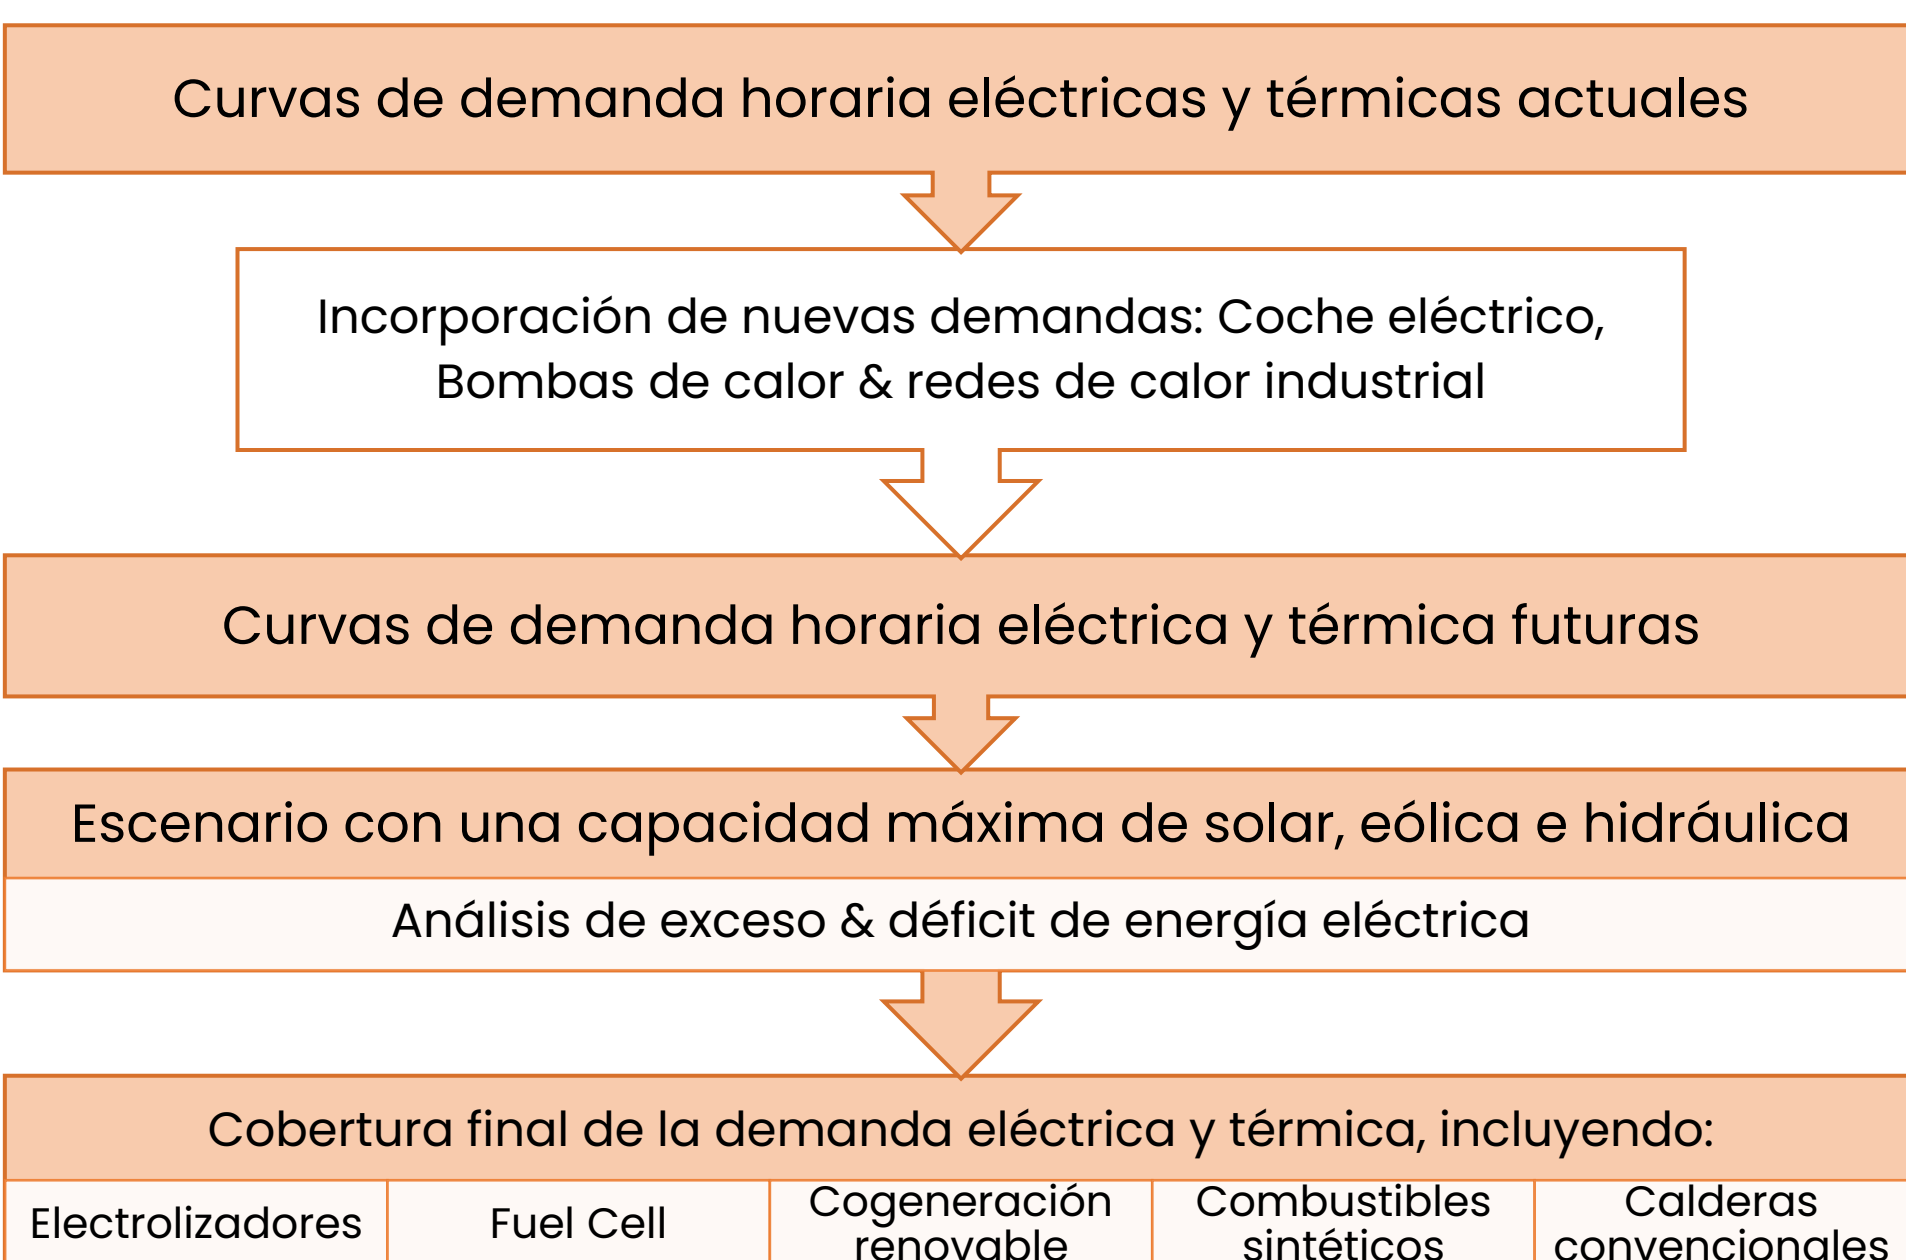 Curvas de demanda horaria eléctricas y térmicas actuales
Incorporación de nuevas demandas: Coche eléctrico,
Bombas de calor & redes de calor industrial
Curvas de demanda horaria eléctrica y térmica futuras
Escenario con una capacidad máxima de solar, eólica e hidráulica
Análisis de exceso & déficit de energía eléctrica
Cobertura final de la demanda eléctrica y térmica, incluyendo:
Electrolizadores
Fuel Cell
Cogeneración
renovable
Combustibles
sintéticos
Calderas
convencionales